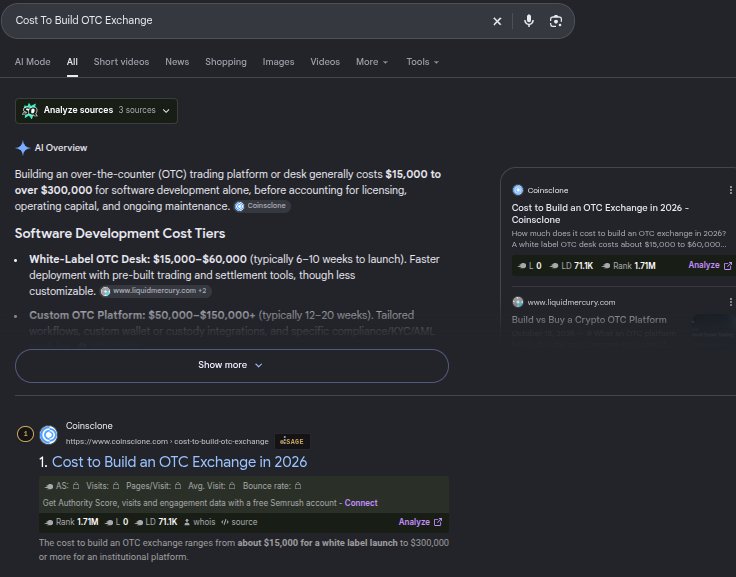 Cost To Build OTC Exchange
AI Mode All Short videos News Shopping Images Videos More Tools
Analyze sources 3 sources
AI Overview
Building an over-the-counter (OTC) trading platform or desk generally costs $15,000 to
over $300,000 for software development alone, before accounting for licensing,
operating capital, and ongoing maintenance. Coinsclone
Software Development Cost Tiers
White-Label OTC Desk: $15,000–$60,000 (typically 6–10 weeks to launch). Faster
deployment with pre-built trading and settlement tools, though less
customizable. www.liquidmercury.com +2
Custom OTC Platform: $50,000–$150,000+ (typically 12–20 weeks). Tailored
workflows, custom wallet or custody integrations, and specific compliance/KYC/AML
Show more
Coinsclone
Cost to Build an OTC Exchange in 2026 -
Coinsclone
How much does it cost to build an OTC exchange in 2026?
A white label OTC desk costs about $15,000 to $60,000...
L 0 LD 71.1K Rank 1.71M Analyze
www.liquidmercury.com
Build vs Buy a Crypto OTC Platform
1
Coinsclone
https://www.coinsclone.com › cost-to-build-otc-exchange
SAGE
1. Cost to Build an OTC Exchange in 2026
AS: Visits: Pages/Visit: Avg. Visit: Bounce rate:
Get Authority Score, visits and engagement data with a free Semrush account - Connect
Rank 1.71M L 0 LD 71.1K whois </> source Analyze
The cost to build an OTC exchange ranges from about $15,000 for a white label launch to $300,000
or more for an institutional platform.